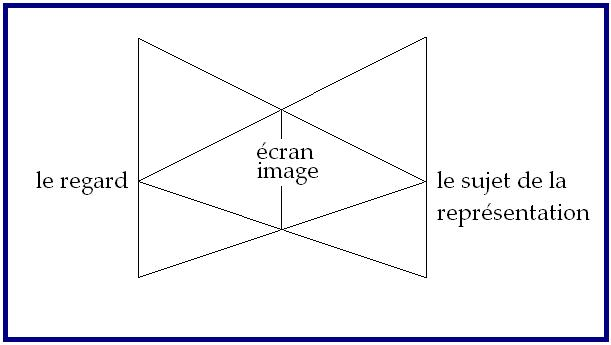 écran
image
le regard
le sujet de la
représentation